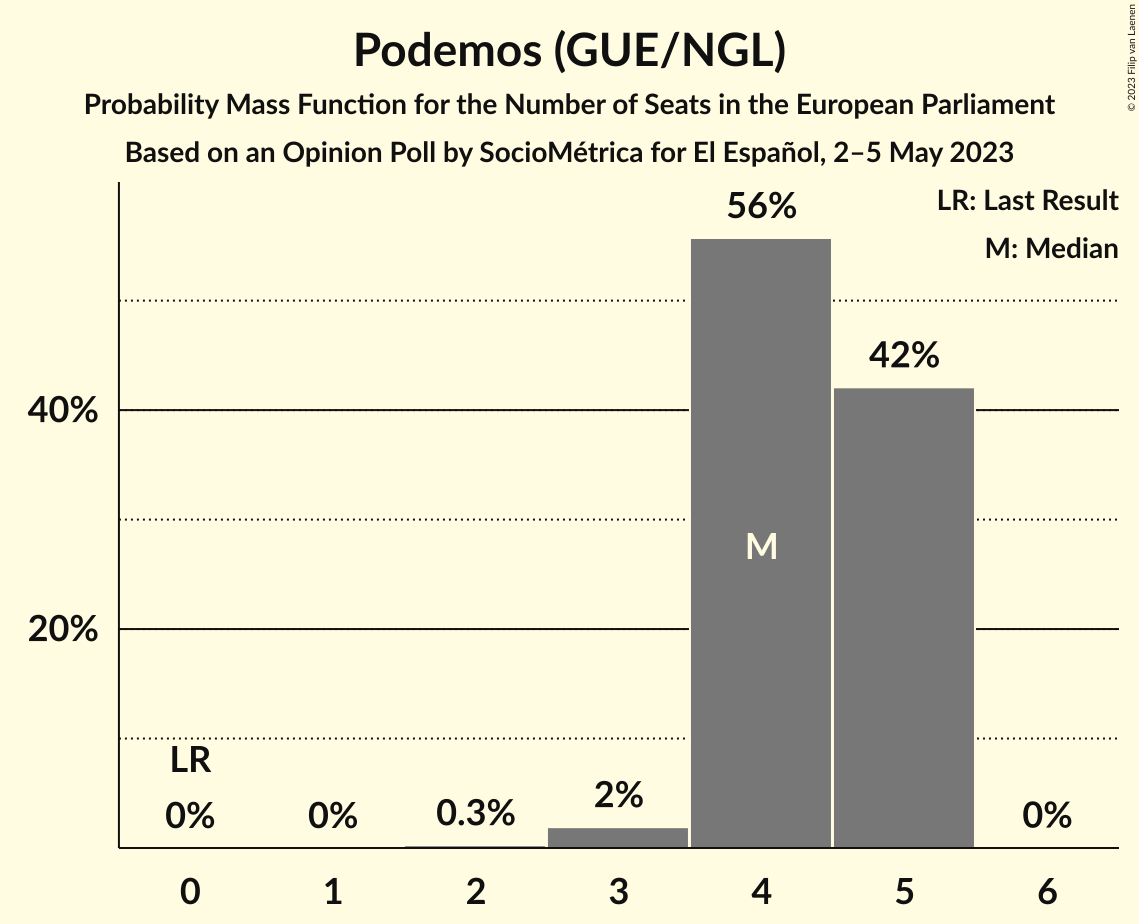 Podemos (GUE/NGL)
Probability Mass Function for the Number of Seats in the European Parliament
Based on an Opinion Poll by SocioMétrica for El Español, 2–5 May 2023
© 2023 Filip van Laenen
LR: Last Result
M: Median
56%
42%
40%
M
20%
LR
0%
0%
0.3%
2%
0%
0
1
2
3
4
5
6